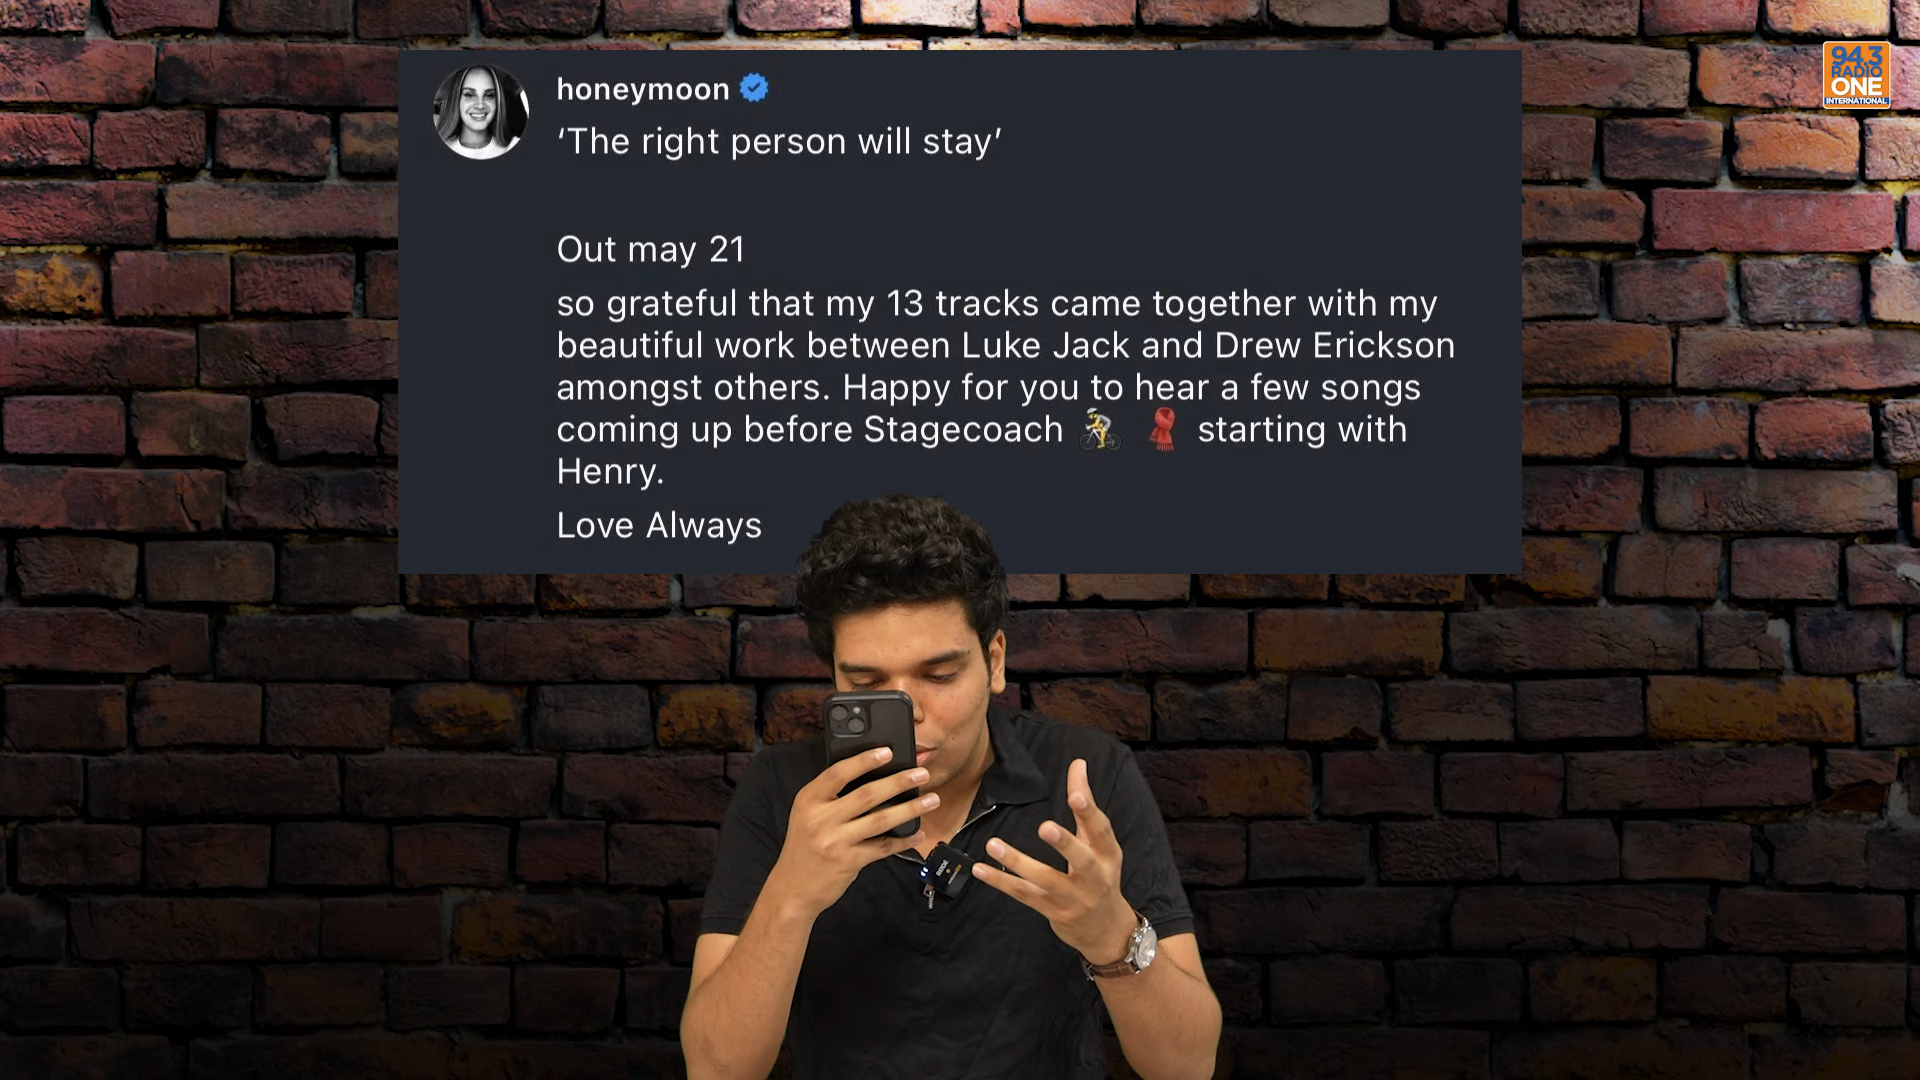 honeymoon
‘The right person will stay’
Out may 21
so grateful that my 13 tracks came together with my
beautiful work between Luke Jack and Drew Erickson
amongst others. Happy for you to hear a few songs
coming up before Stagecoach 🚴 🧣 starting with
Henry.
Love Always
94.3
RADIO
ONE
INTERNATIONAL
RODE